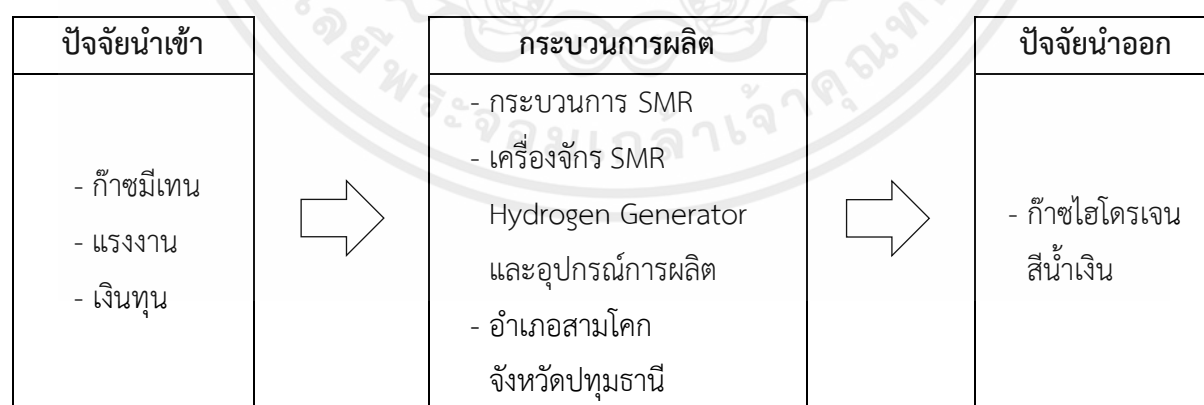 ปัจจัยนำเข้า
- ก๊าซมีเทน
- แรงงาน
- เงินทุน
กระบวนการผลิต
- กระบวนการ SMR
- เครื่องจักร SMR
Hydrogen Generator
และอุปกรณ์การผลิต
- อำเภอสามโคก
จังหวัดปทุมธานี
ปัจจัยนำออก
- ก๊าซไฮโดรเจน
สีน้ำเงิน